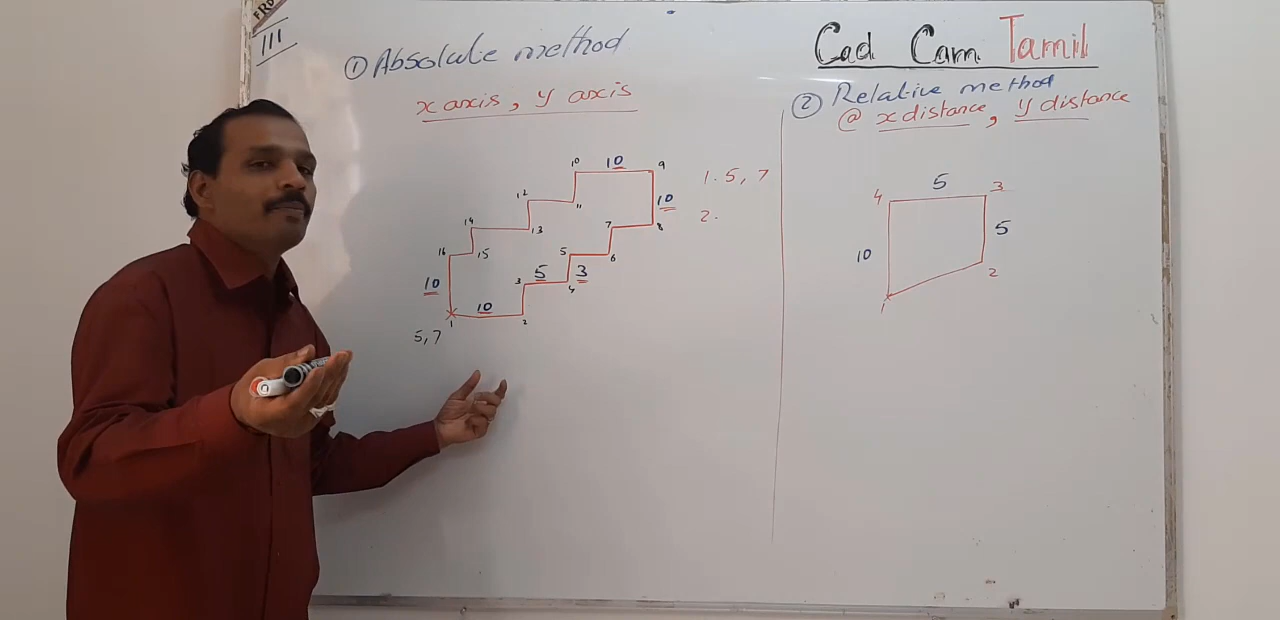 FRO
111
① Absolute method
x axis, y axis
10 10 9
12 11 10
14 13 7 8
16 15 5 6
10 3 5 4 3
10
1 2
5, 7
1. 5, 7
2.
Cad Cam Tamil
② Relative method
@ x distance, y distance
4 5 3
10 5
2
1